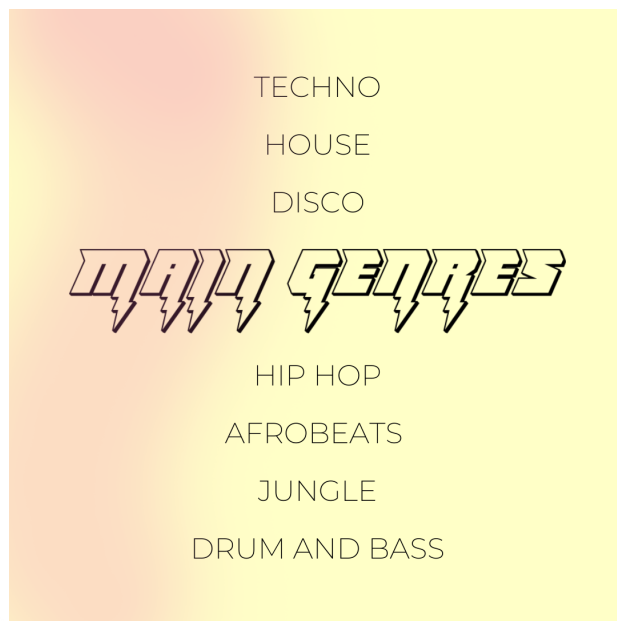 TECHNO
HOUSE
DISCO
MAIN GENRES
HIP HOP
AFROBEATS
JUNGLE
DRUM AND BASS